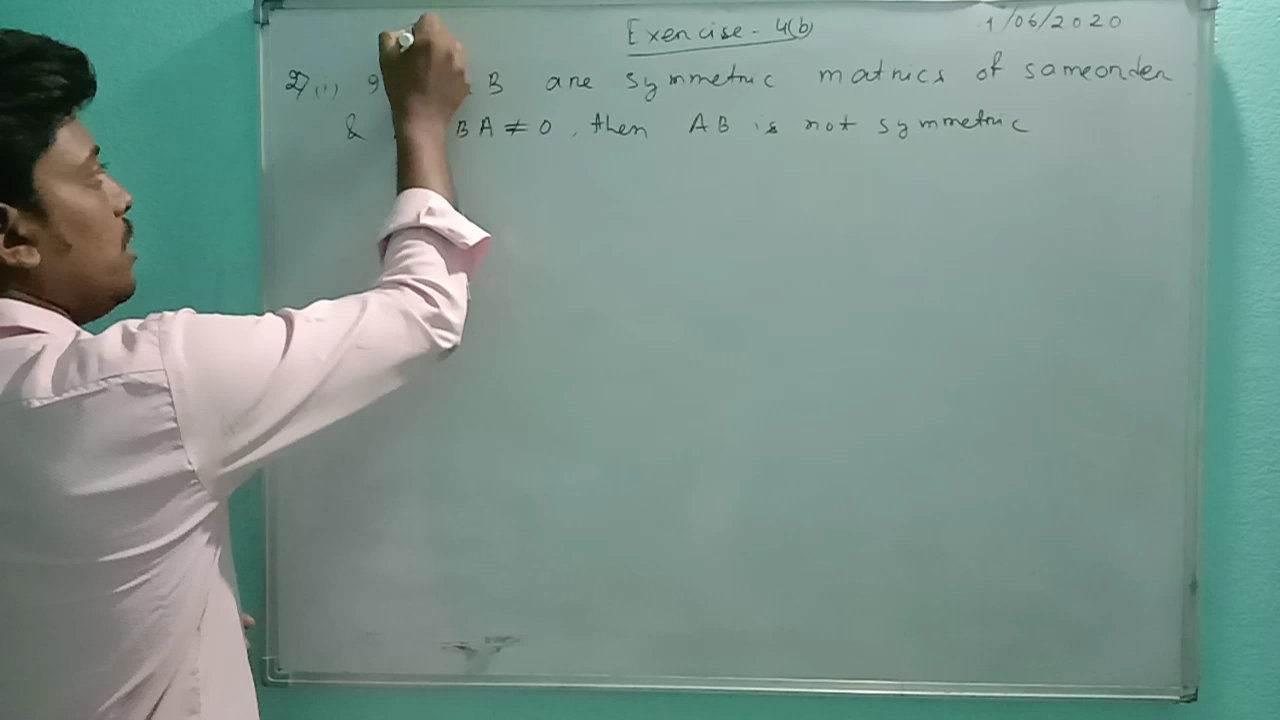 Exercise - 4(b)
1/06/2020
27(i) B are symmetric matrics of sameorder
& BA ≠ 0, then AB is not symmetric